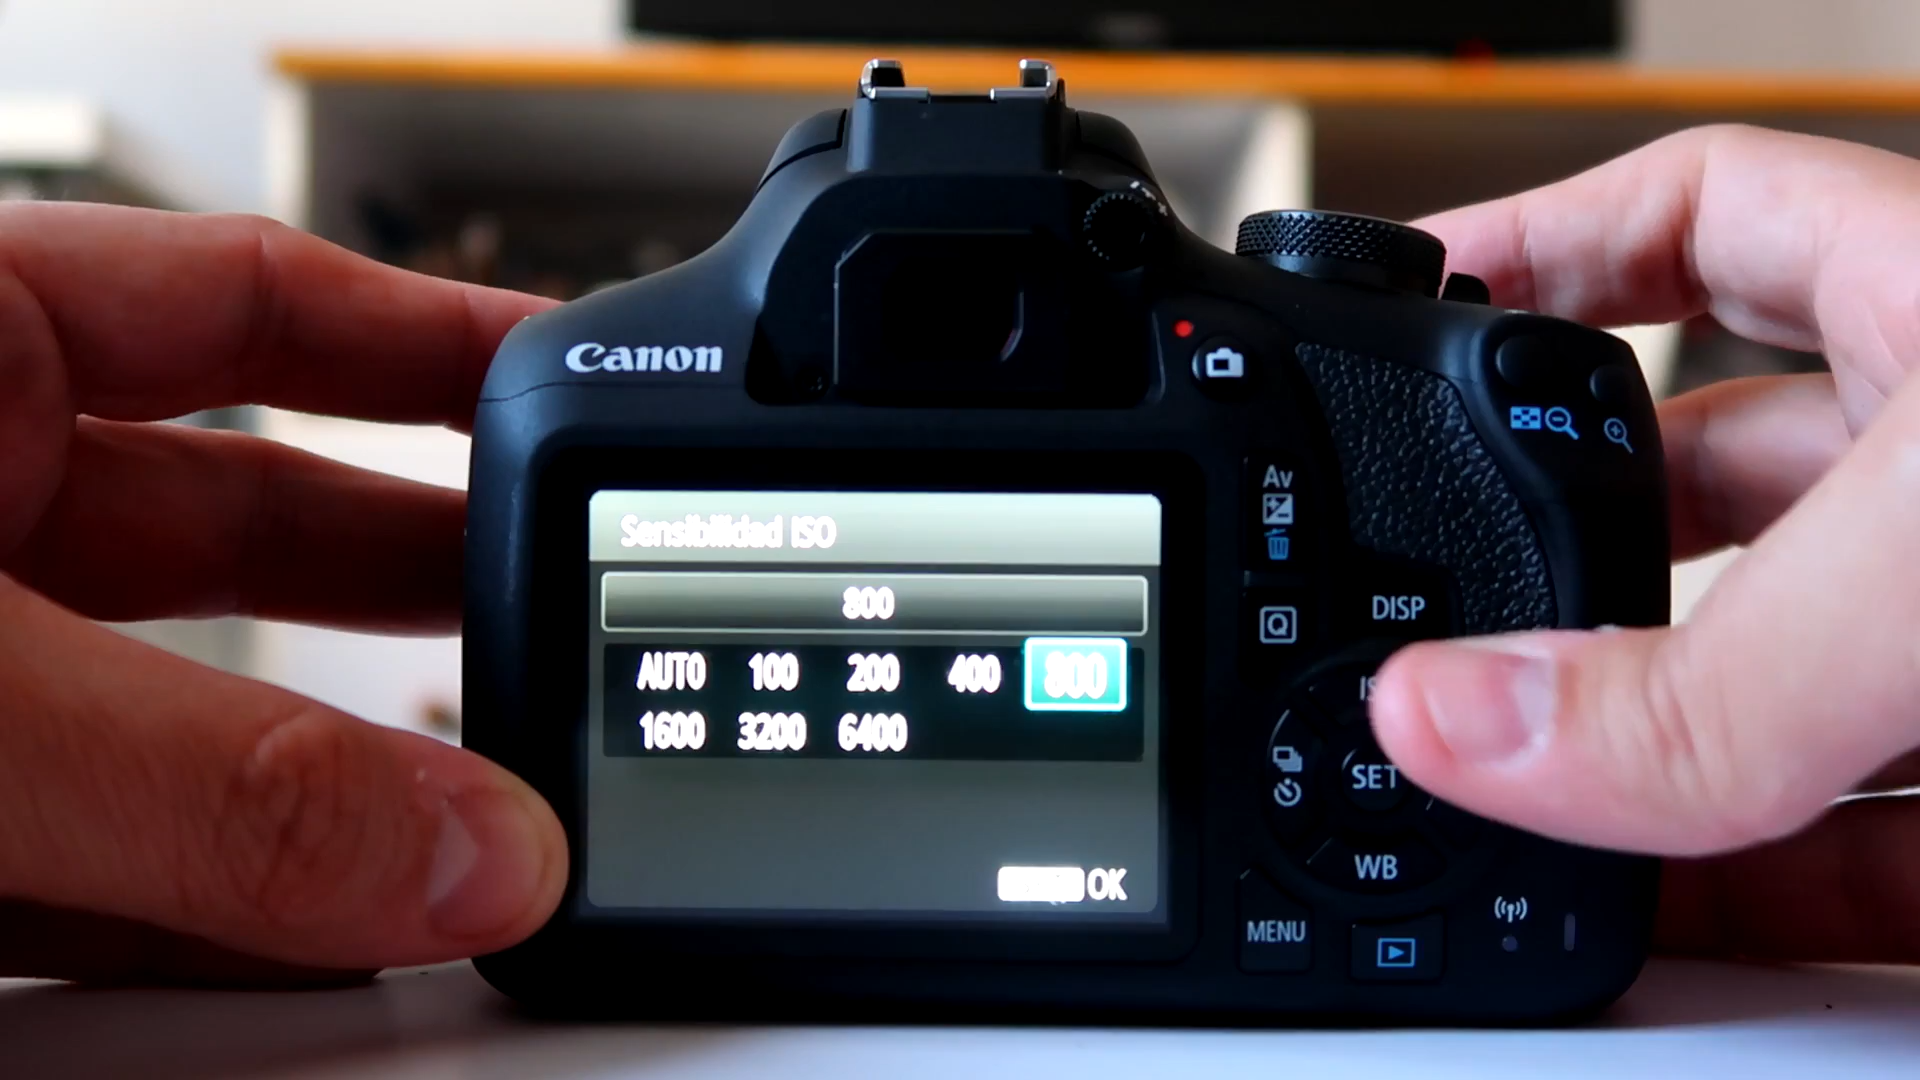 Canon
Sensibilidad ISO
800
AUTO 100 200 400 800
1600 3200 6400
OK
Av
Q
DISP
SET
WB
MENU